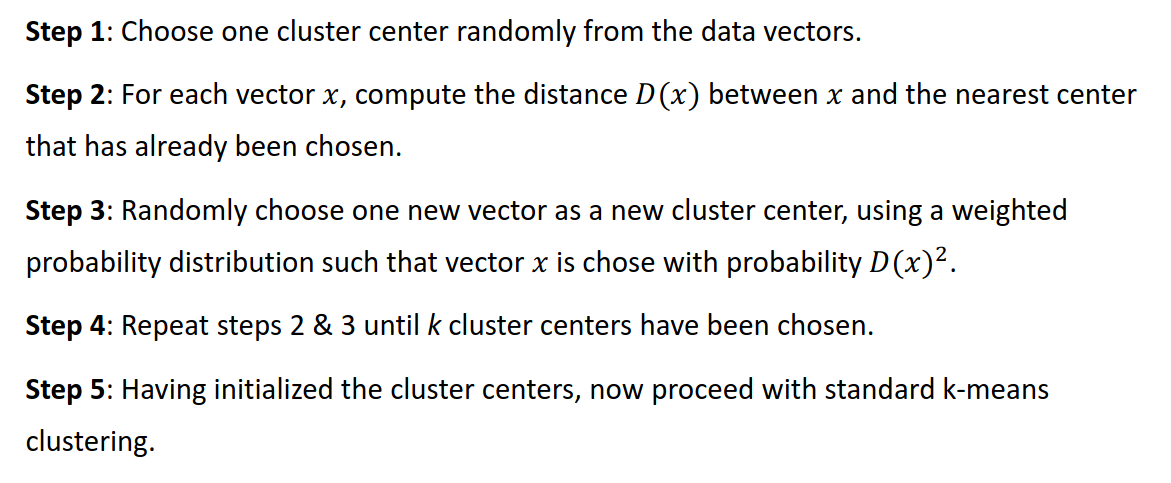 Step 1: Choose one cluster center randomly from the data vectors.
Step 2: For each vector x, compute the distance D(x) between x and the nearest center
that has already been chosen.
Step 3: Randomly choose one new vector as a new cluster center, using a weighted
probability distribution such that vector x is chose with probability D(x)².
Step 4: Repeat steps 2 & 3 until k cluster centers have been chosen.
Step 5: Having initialized the cluster centers, now proceed with standard k-means
clustering.